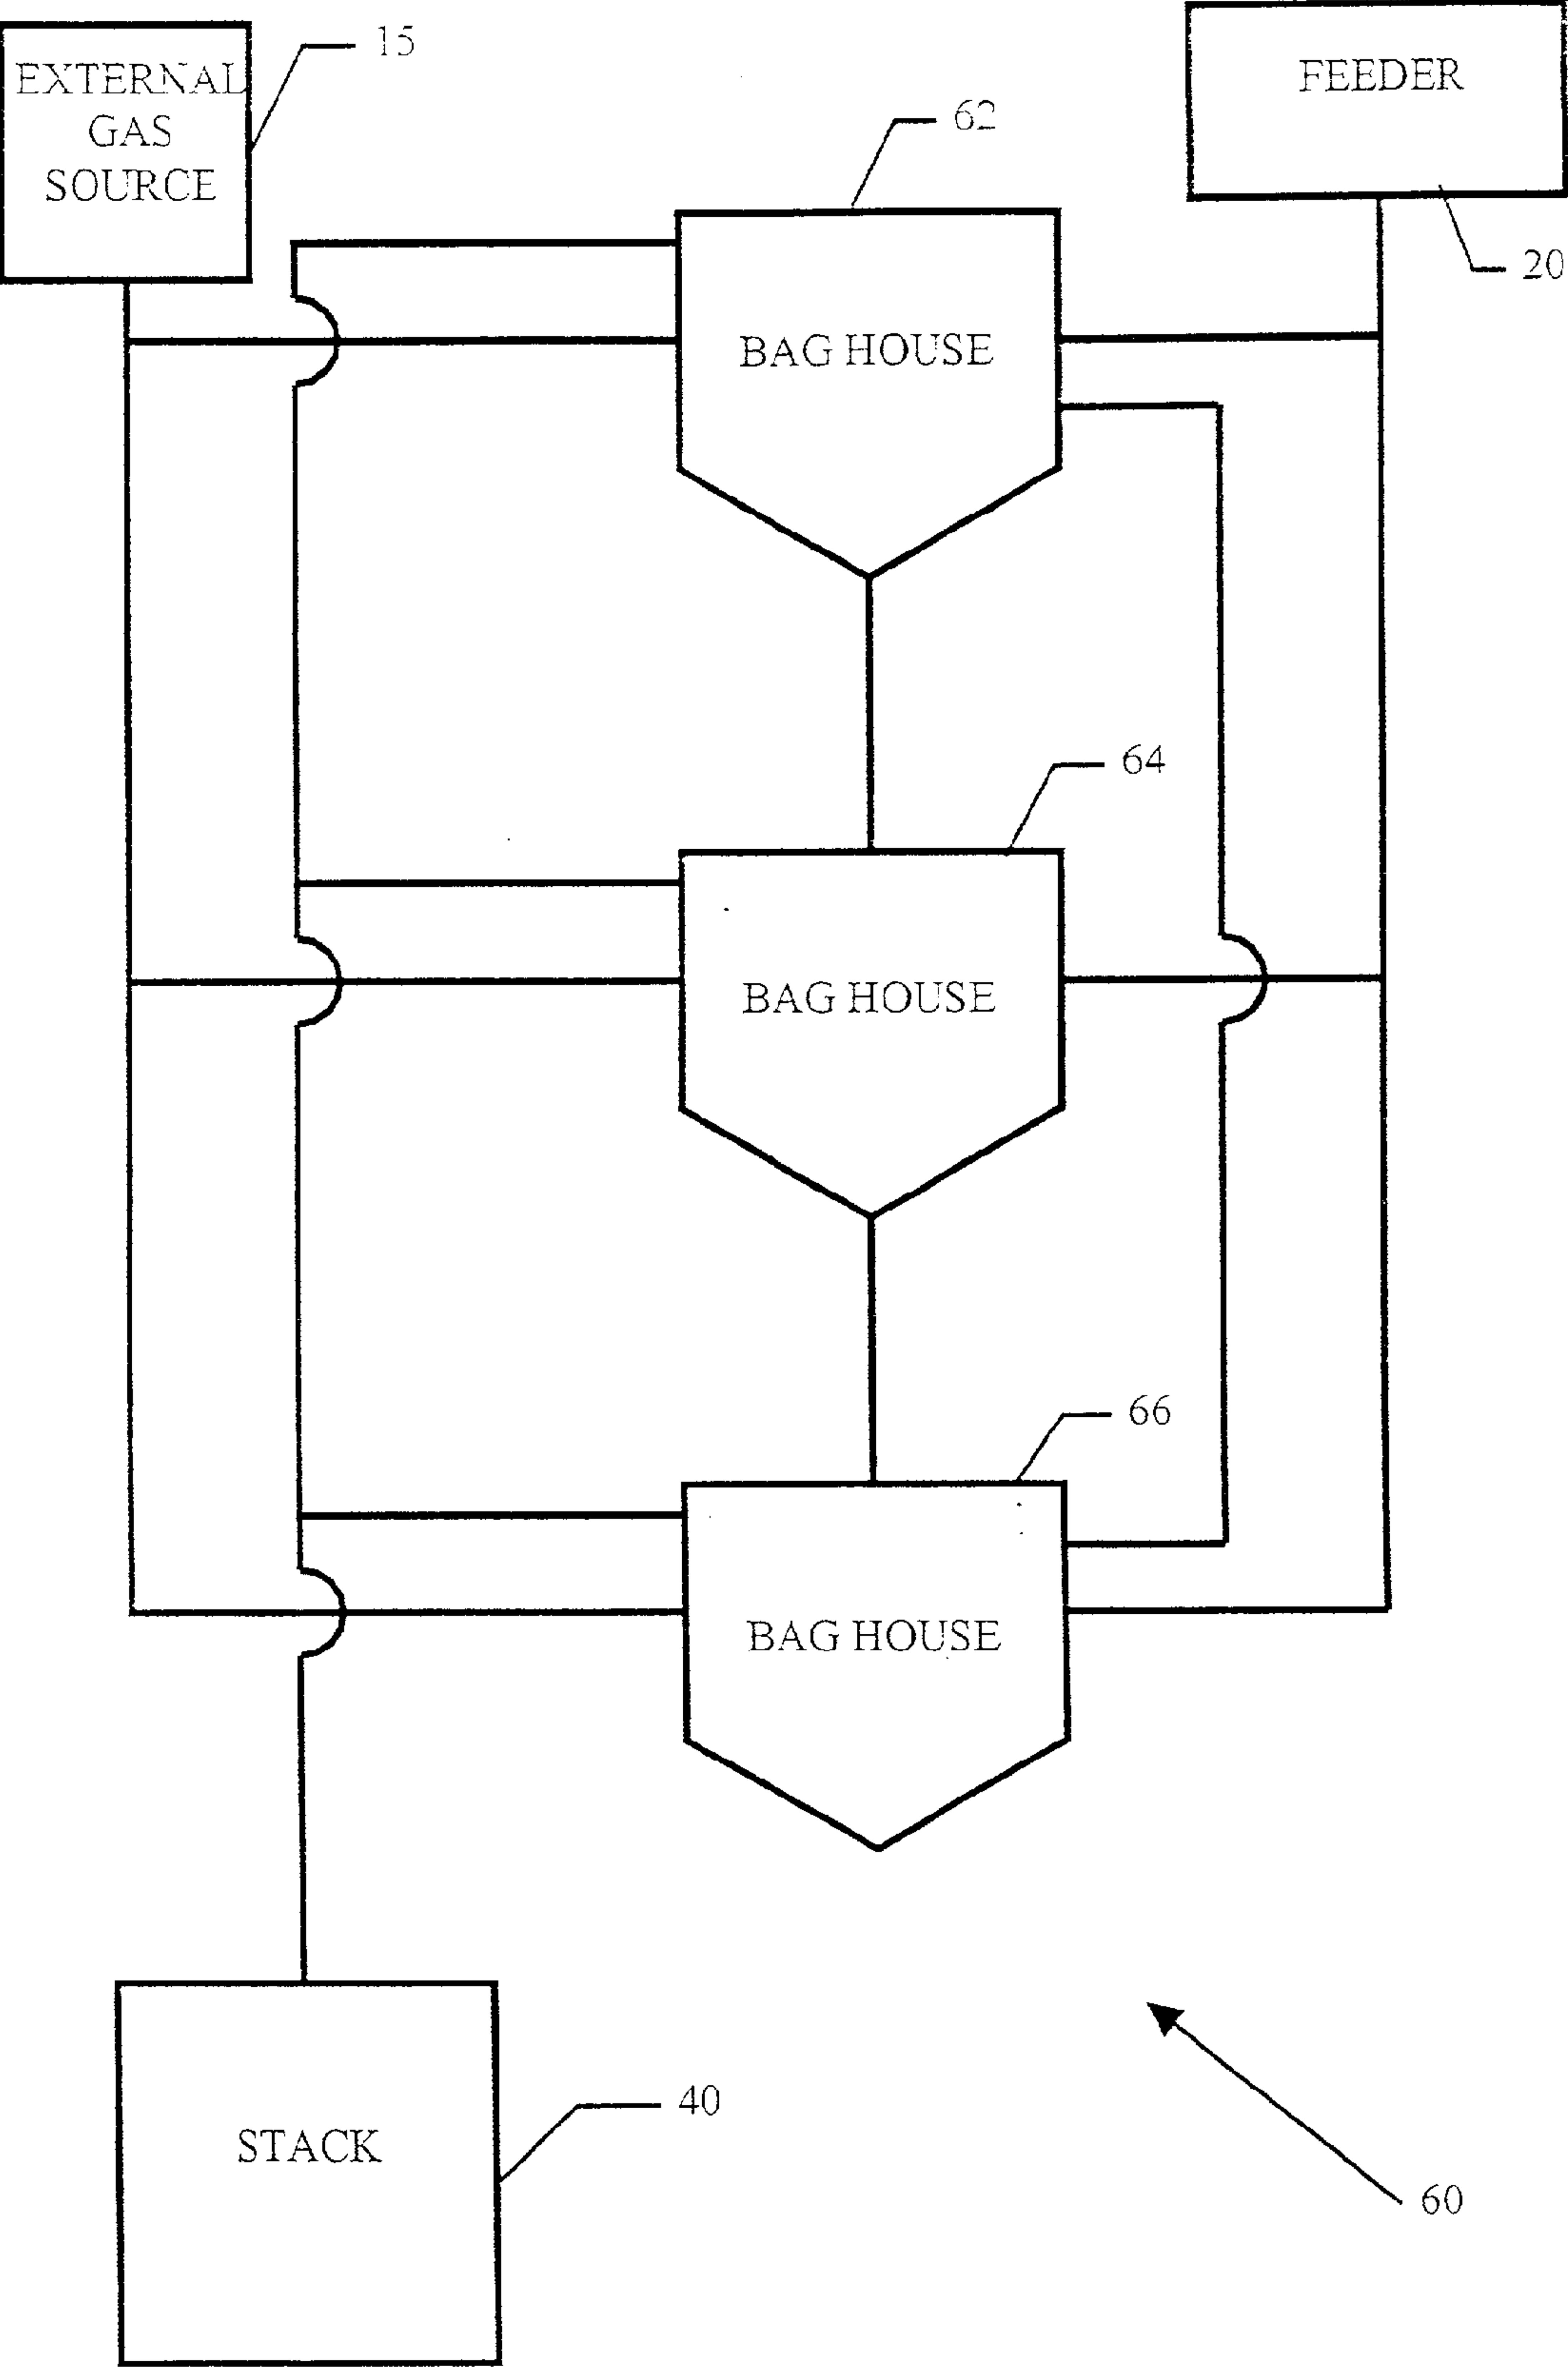 15
EXTERNAL
GAS
SOURCE
FEEDER
62
20
BAG HOUSE
64
BAG HOUSE
66
BAG HOUSE
40
STACK
60